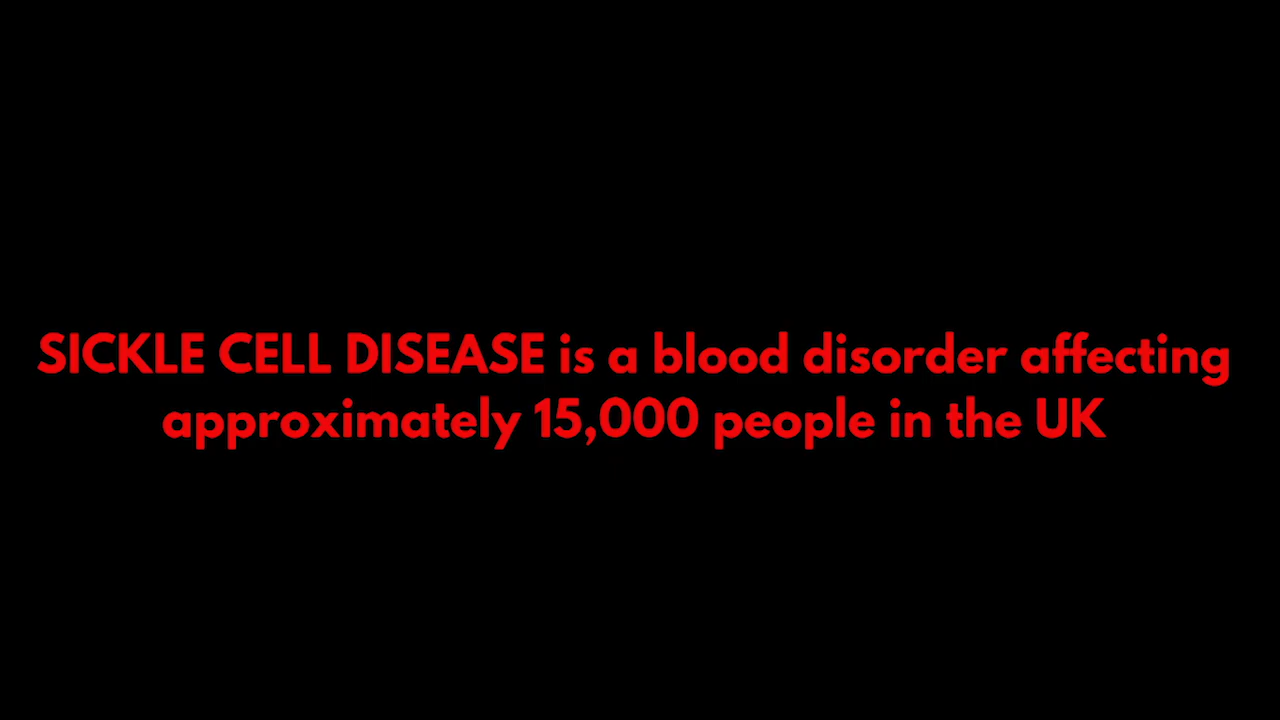 SICKLE CELL DISEASE is a blood disorder affecting
approximately 15,000 people in the UK